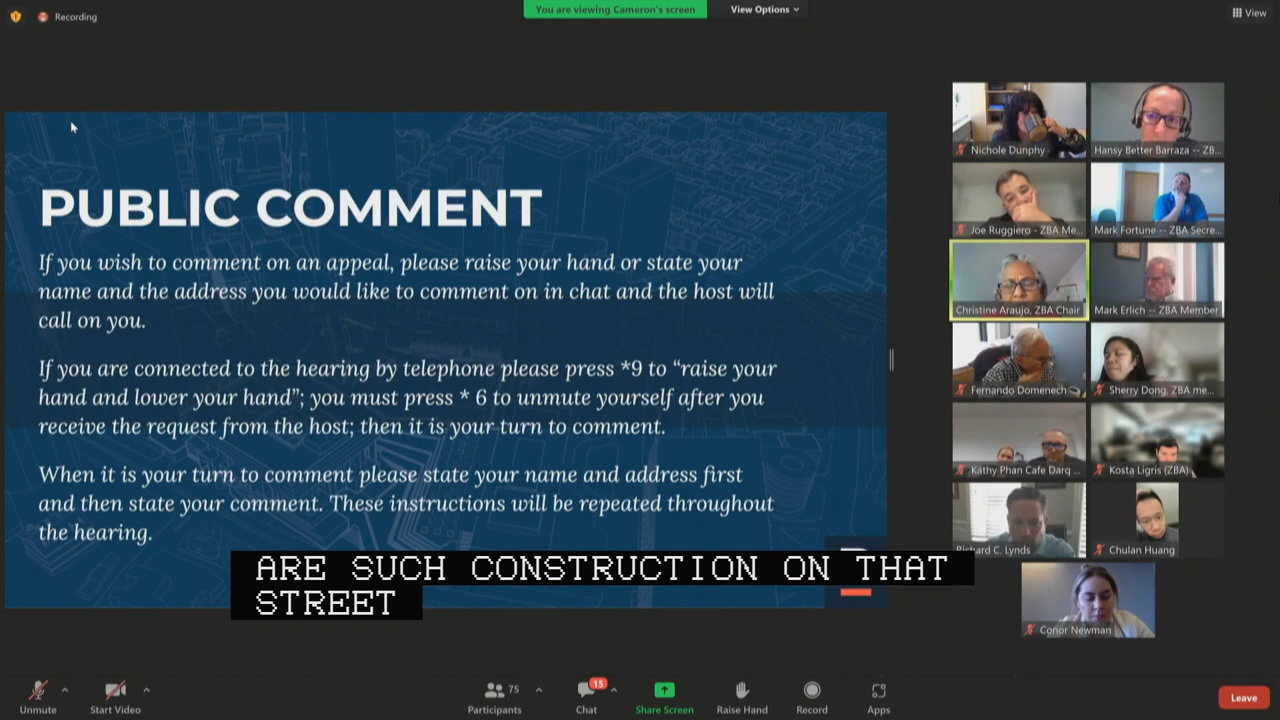 Recording
You are viewing Cameron's screen
View Options
View
PUBLIC COMMENT
If you wish to comment on an appeal, please raise your hand or state your
name and the address you would like to comment on in chat and the host will
call on you.
If you are connected to the hearing by telephone please press *9 to “raise your
hand and lower your hand”; you must press * 6 to unmute yourself after you
receive the request from the host; then it is your turn to comment.
When it is your turn to comment please state your name and address first
and then state your comment. These instructions will be repeated throughout
the hearing.
ARE SUCH CONSTRUCTION ON THAT
STREET
Nichole Dunphy
Hansy Better Barraza -- ZB...
Joe Ruggiero - ZBA Me...
Mark Fortune -- ZBA Secre...
Christine Araujo, ZBA Chair
Mark Erlich -- ZBA Member
Fernando Domenech
Sherry Dong, ZBA me...
Kathy Phan Cafe Darq ...
Kosta Ligris (ZBA)
Richard C. Lynds
Chulan Huang
Conor Newman
Unmute
Start Video
75
Participants
15
Chat
Share Screen
Raise Hand
Record
Apps
Leave